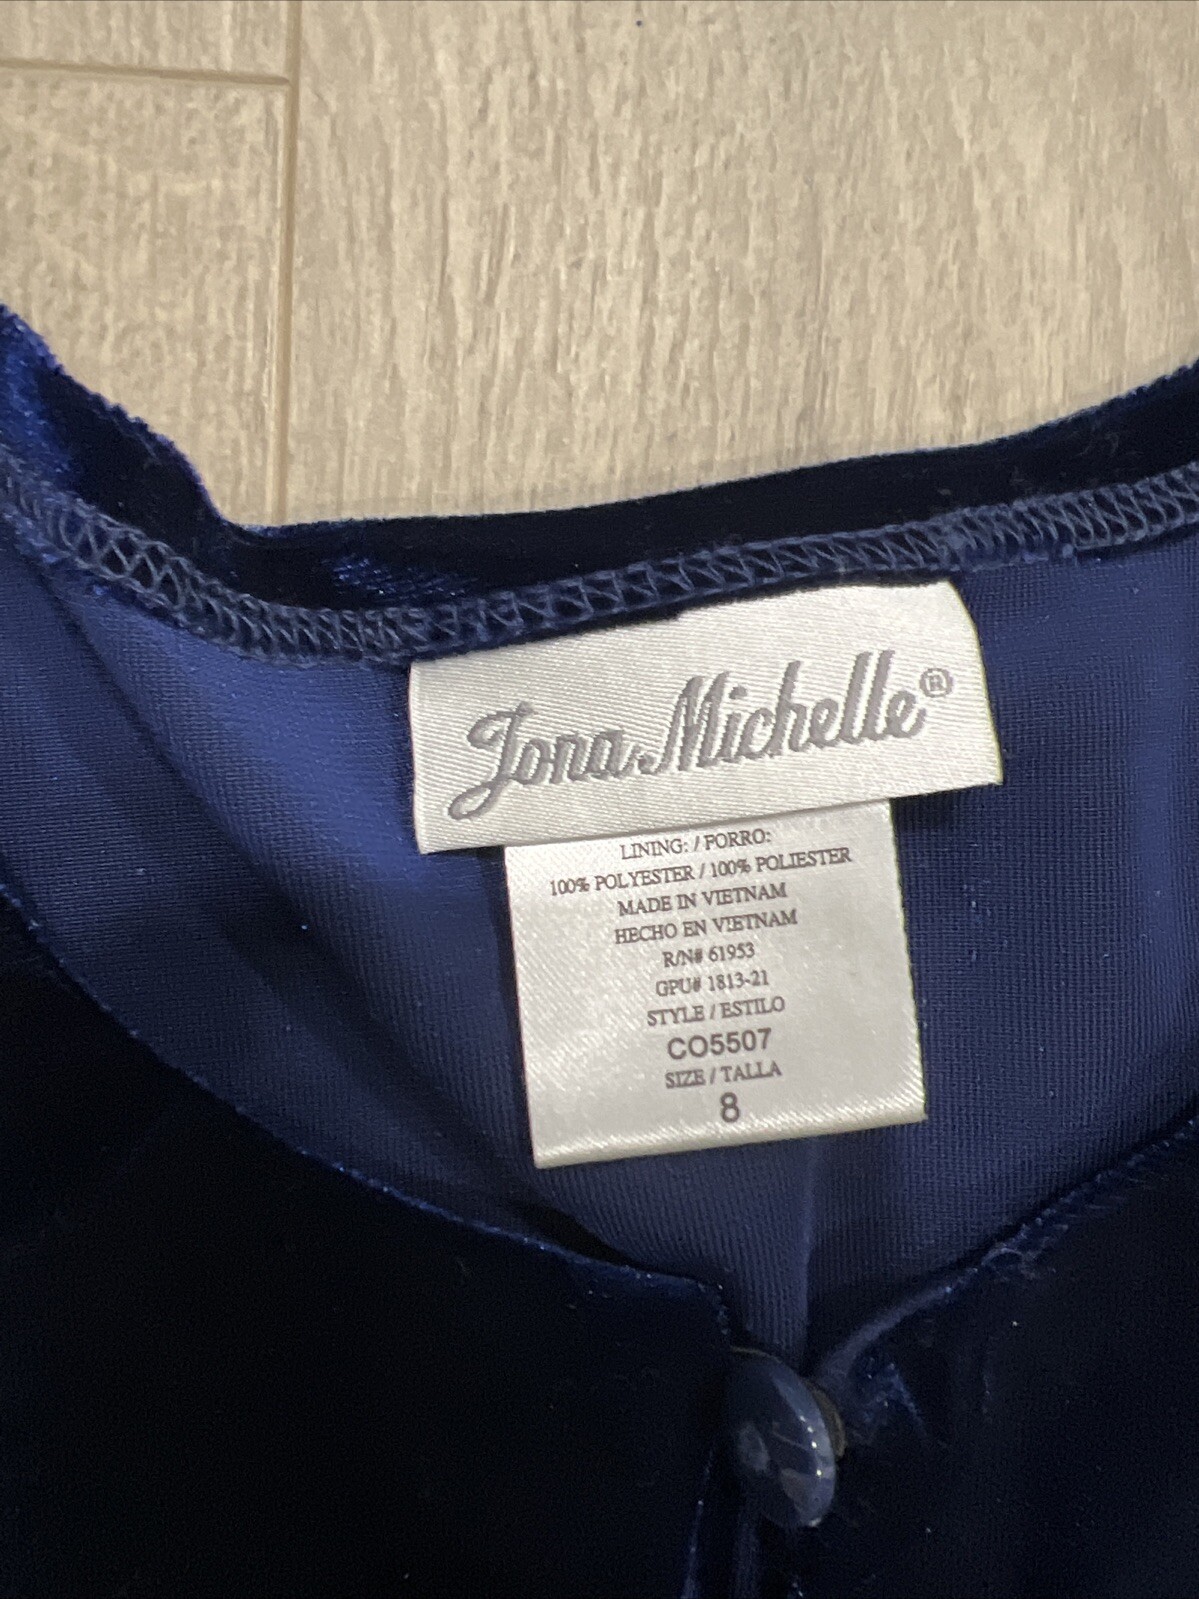 Jona Michelle®
LINING: / FORRO:
100% POLYESTER / 100% POLIESTER
MADE IN VIETNAM
HECHO EN VIETNAM
R/N# 61953
GPU# 1813-21
STYLE / ESTILO
CO5507
SIZE / TALLA
8